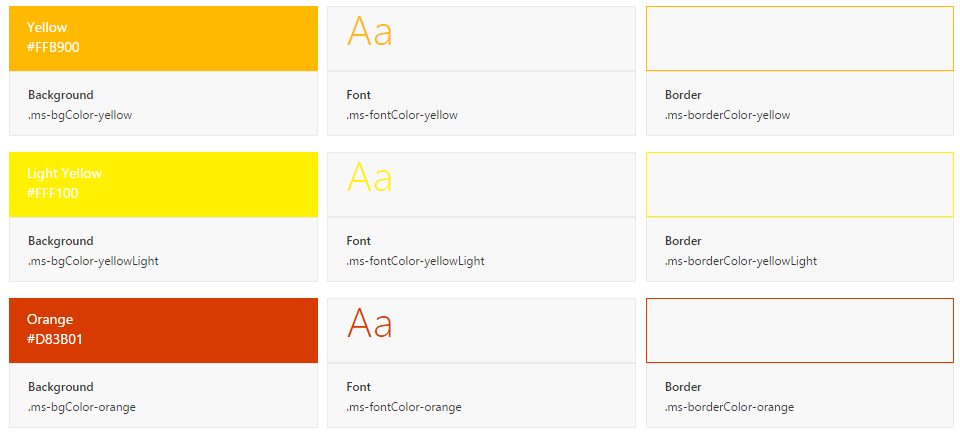 Yellow
#FFB900
Aa
Background
.ms-bgColor-yellow
Font
.ms-fontColor-yellow
Border
.ms-borderColor-yellow
Light Yellow
#FFF100
Aa
Background
.ms-bgColor-yellowLight
Font
.ms-fontColor-yellowLight
Border
.ms-borderColor-yellowLight
Orange
#D83B01
Aa
Background
.ms-bgColor-orange
Font
.ms-fontColor-orange
Border
.ms-borderColor-orange